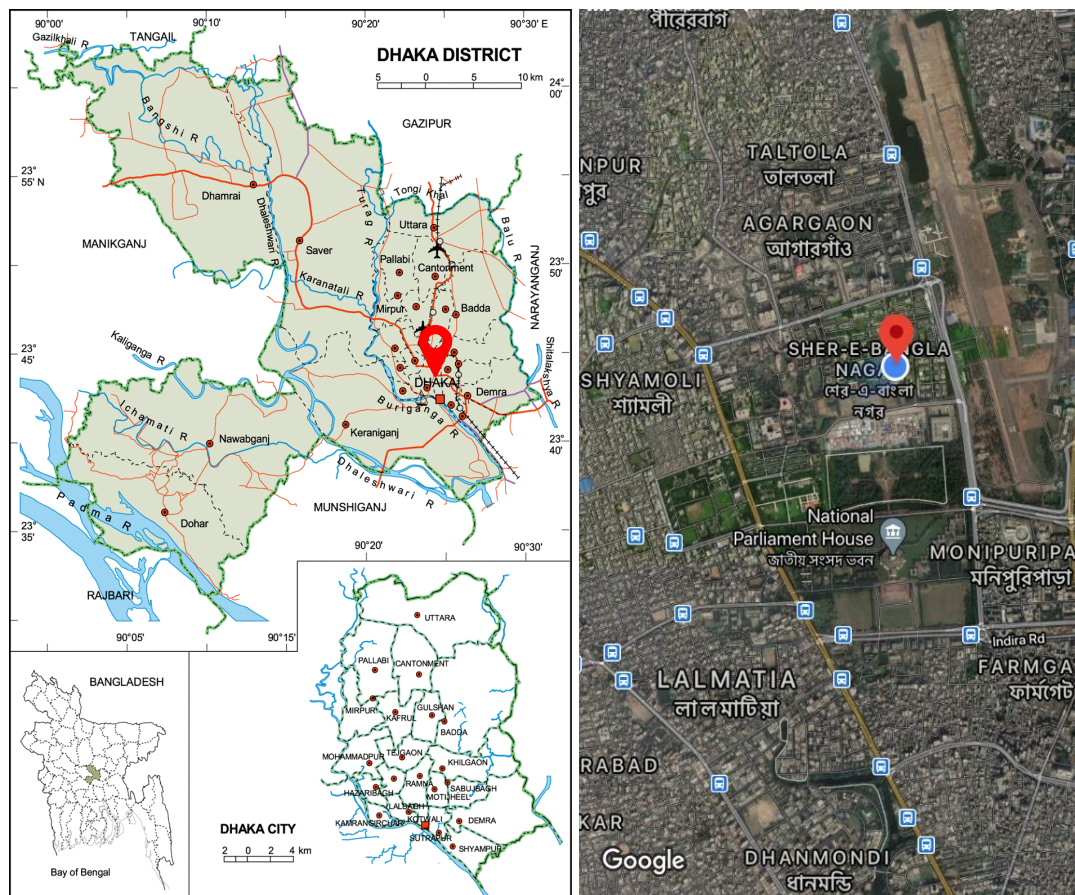 90°00'
90°10'
90°20'
90°30' E
Gazilkhali R
TANGAIL
DHAKA DISTRICT
5 0 5 10 km
24°
00'
GAZIPUR
Bangshi R
23°
55' N
Dhamrai
Dhaleshwari R
Turag R
Tongi Khal
Uttara
Balu R
MANIKGANJ
Saver
Pallabi
Cantonment
23°
50'
Karanatali R
Mirpur
Badda
NARAYANGANJ
Kaliganga R
23°
45'
DHAKA
Shitalakshya R
Demra
Buriganga R
Ichamati R
Nawabganj
Keraniganj
23°
40'
Dhaleshwari R
MUNSHIGANJ
Padma R
Dohar
23°
35'
RAJBARI
90°05'
90°15'
90°20'
90°30'
BANGLADESH
Bay of Bengal
UTTARA
PALLABI
CANTONMENT
MIRPUR
KAFRUL
GULSHAN
BADDA
MOHAMMADPUR
TEJGAON
KHILGAON
RAMNA
SABUJBAGH
HAZARIBAGH
MOTIJHEEL
LALBAGH
KOTWALI
KAMRANGIRCHAR
DEMRA
SUTRAPUR
SHYAMPUR
DHAKA CITY
2 0 2 4 km
পীরেরবাগ
TALTOLA
তালতলা
NPUR
পুর
AGARGAON
আগারগাঁও
SHER-E-BANGLA
NAGA
শের-এ-বাংলা
নগর
SHYAMOLI
শ্যামলী
National
Parliament House
জাতীয় সংসদ ভবন
MONIPURIPA
মনিপুরিপাড়া
Indira Rd
FARMGA
ফার্মগেট
LALMATIA
লালমাটিয়া
RABAD
KAR
DHANMONDI
ধানমন্ডি
Google